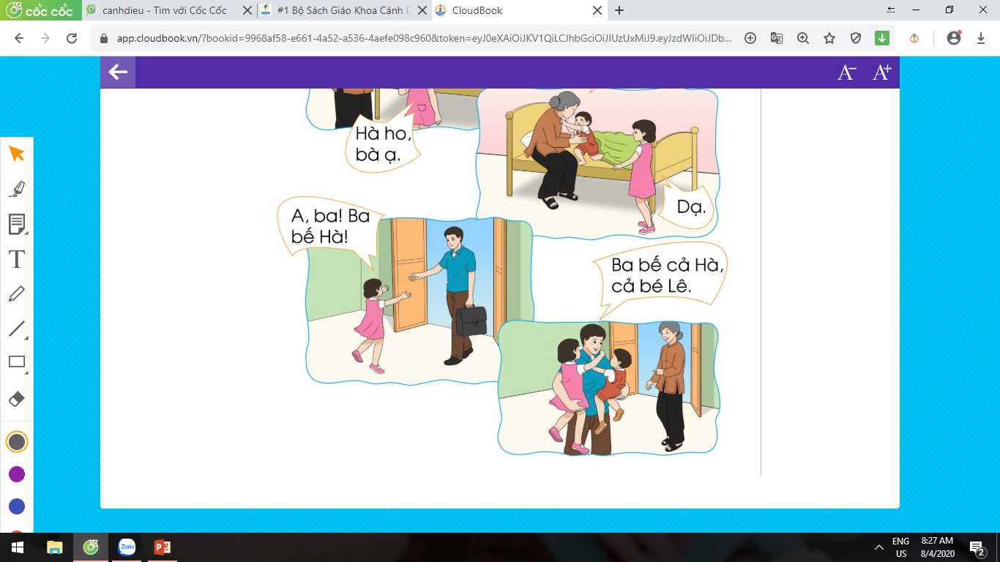 cốc cốc
canhdieu - Tìm với Cốc Cốc
#1 Bộ Sách Giáo Khoa Cánh D
CloudBook
app.cloudbook.vn/?bookid=9968af58-e661-4a52-a536-4aefe098c960&token=eyJ0eXAiOiJKV1QiLCJhbGciOiJIUzUxMiJ9.eyJzdWIiOiJDb...
A- A+
Hà ho,
bà ạ.
Dạ.
A, ba! Ba
bế Hà!
Ba bế cả Hà,
cả bé Lê.
T
Zalo
ENG
US
8:27 AM
8/4/2020
2